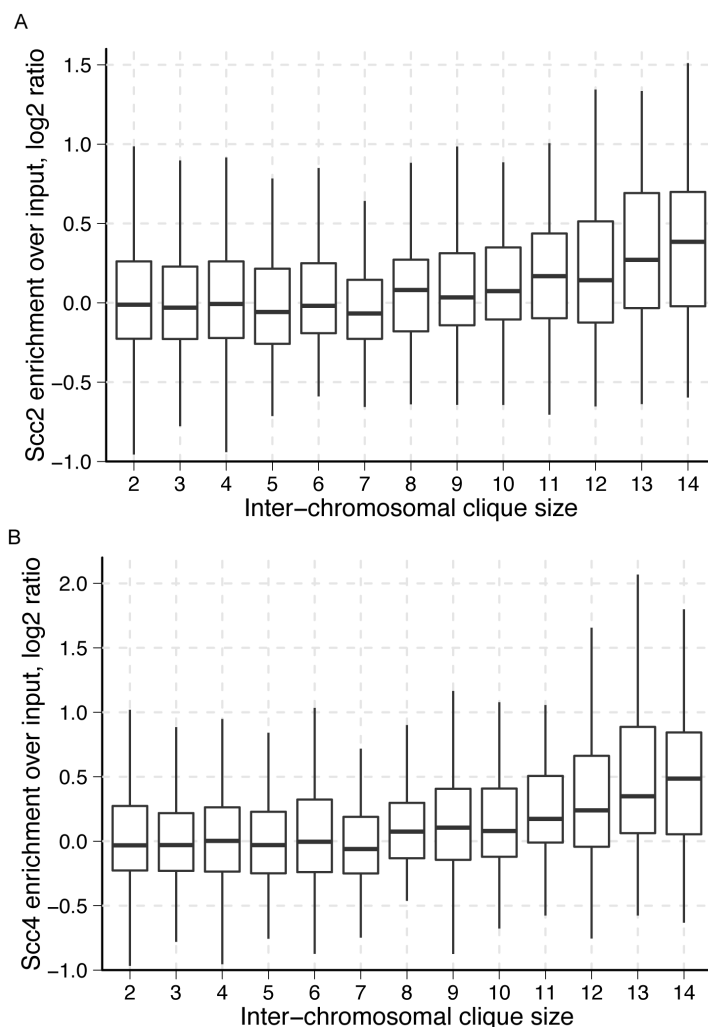 A
Scc2 enrichment over input, log2 ratio
1.5
1.0
0.5
0.0
−0.5
−1.0
2 3 4 5 6 7 8 9 10 11 12 13 14
Inter−chromosomal clique size
B
Scc4 enrichment over input, log2 ratio
2.0
1.5
1.0
0.5
0.0
−0.5
−1.0
2 3 4 5 6 7 8 9 10 11 12 13 14
Inter−chromosomal clique size